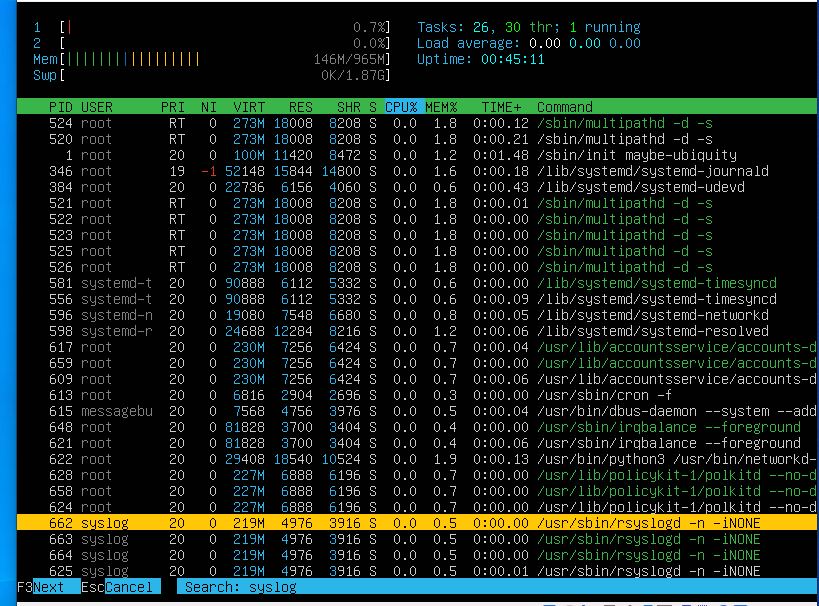 1 [| 0.7%] Tasks: 26, 30 thr; 1 running
2 [ 0.0%] Load average: 0.00 0.00 0.00
Mem[||||||||||||||||| 146M/965M] Uptime: 00:45:11
Swp[ 0K/1.87G]
PID USER PRI NI VIRT RES SHR S CPU% MEM% TIME+ Command
524 root RT 0 273M 18008 8208 S 0.0 1.8 0:00.12 /sbin/multipathd -d -s
520 root RT 0 273M 18008 8208 S 0.0 1.8 0:00.21 /sbin/multipathd -d -s
1 root 20 0 100M 11420 8472 S 0.0 1.2 0:01.48 /sbin/init maybe-ubiquity
346 root 19 -1 52148 15844 14800 S 0.0 1.6 0:00.18 /lib/systemd/systemd-journald
384 root 20 0 22736 6156 4060 S 0.0 0.6 0:00.43 /lib/systemd/systemd-udevd
521 root RT 0 273M 18008 8208 S 0.0 1.8 0:00.01 /sbin/multipathd -d -s
522 root RT 0 273M 18008 8208 S 0.0 1.8 0:00.00 /sbin/multipathd -d -s
523 root RT 0 273M 18008 8208 S 0.0 1.8 0:00.00 /sbin/multipathd -d -s
525 root RT 0 273M 18008 8208 S 0.0 1.8 0:00.00 /sbin/multipathd -d -s
526 root RT 0 273M 18008 8208 S 0.0 1.8 0:00.00 /sbin/multipathd -d -s
581 systemd-t 20 0 90888 6112 5332 S 0.0 0.6 0:00.00 /lib/systemd/systemd-timesyncd
556 systemd-t 20 0 90888 6112 5332 S 0.0 0.6 0:00.09 /lib/systemd/systemd-timesyncd
596 systemd-n 20 0 19080 7548 6680 S 0.0 0.8 0:00.05 /lib/systemd/systemd-networkd
598 systemd-r 20 0 24688 12284 8216 S 0.0 1.2 0:00.06 /lib/systemd/systemd-resolved
617 root 20 0 230M 7256 6424 S 0.0 0.7 0:00.04 /usr/lib/accountsservice/accounts-d
659 root 20 0 230M 7256 6424 S 0.0 0.7 0:00.00 /usr/lib/accountsservice/accounts-d
609 root 20 0 230M 7256 6424 S 0.0 0.7 0:00.06 /usr/lib/accountsservice/accounts-d
613 root 20 0 6816 2904 2696 S 0.0 0.3 0:00.00 /usr/sbin/cron -f
615 messagebu 20 0 7568 4756 3976 S 0.0 0.5 0:00.04 /usr/bin/dbus-daemon --system --add
648 root 20 0 81828 3700 3404 S 0.0 0.4 0:00.00 /usr/sbin/irqbalance --foreground
621 root 20 0 81828 3700 3404 S 0.0 0.4 0:00.06 /usr/sbin/irqbalance --foreground
622 root 20 0 29408 18540 10524 S 0.0 1.9 0:00.13 /usr/bin/python3 /usr/bin/networkd-
628 root 20 0 227M 6888 6196 S 0.0 0.7 0:00.00 /usr/lib/policykit-1/polkitd --no-d
658 root 20 0 227M 6888 6196 S 0.0 0.7 0:00.00 /usr/lib/policykit-1/polkitd --no-d
624 root 20 0 227M 6888 6196 S 0.0 0.7 0:00.00 /usr/lib/policykit-1/polkitd --no-d
662 syslog 20 0 219M 4976 3916 S 0.0 0.5 0:00.00 /usr/sbin/rsyslogd -n -iNONE
663 syslog 20 0 219M 4976 3916 S 0.0 0.5 0:00.00 /usr/sbin/rsyslogd -n -iNONE
664 syslog 20 0 219M 4976 3916 S 0.0 0.5 0:00.00 /usr/sbin/rsyslogd -n -iNONE
625 syslog 20 0 219M 4976 3916 S 0.0 0.5 0:00.01 /usr/sbin/rsyslogd -n -iNONE
F3Next EscCancel Search: syslog